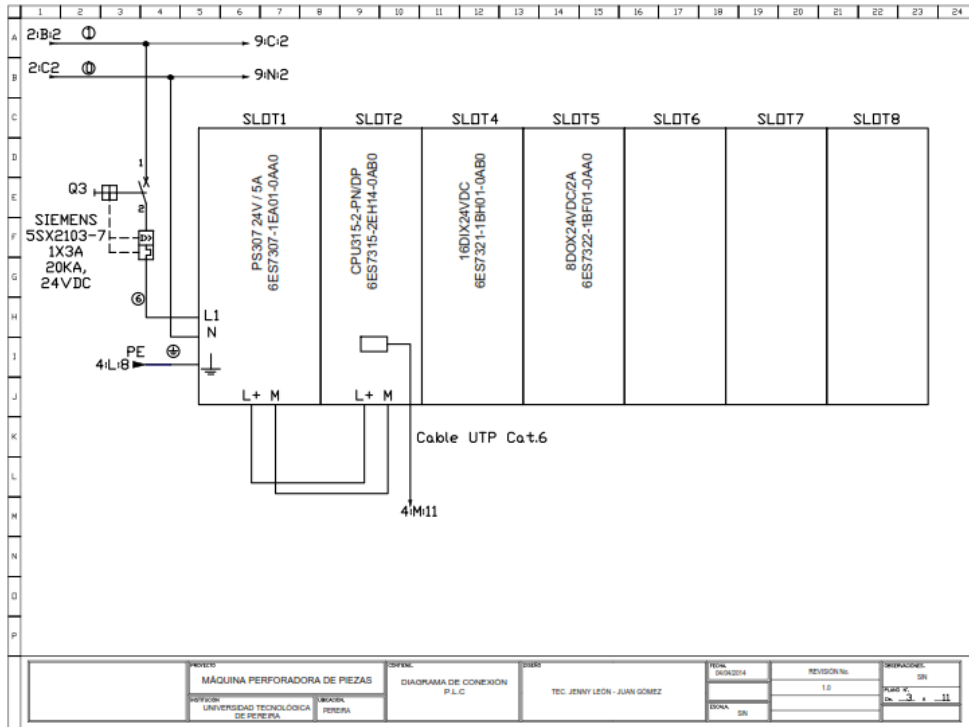 1 2 3 4 5 6 7 8 9 10 11 12 13 14 15 16 17 18 19 20 21 22 23 24
A
B
C
D
E
F
G
H
I
J
K
L
M
N
O
P
2:B:2 1 9:C:2
2:C2 0 9:N:2
SLOT1 SLOT2 SLOT4 SLOT5 SLOT6 SLOT7 SLOT8
1
Q3
2
SIEMENS
5SX2103-7
1X3A
20KA,
24VDC
I>>
6
PS307 24V / 5A
6ES7307-1EA01-0AA0
CPU315-2-PN/DP
6ES7315-2EH14-0AB0
16DIX24VDC
6ES7321-1BH01-0AB0
8DOX24VDC/2A
6ES7322-1BF01-0AA0
L1
N
PE
4:L:8
L+ M L+ M
Cable UTP Cat.6
4:M:11
PROYECTO
MÁQUINA PERFORADORA DE PIEZAS
INSTITUCIÓN
UNIVERSIDAD TECNOLÓGICA
DE PEREIRA
UBICACIÓN.
PEREIRA
CONTIENE.
DIAGRAMA DE CONEXIÓN
P.L.C
DISEÑO
TEC. JENNY LEÓN - JUAN GÓMEZ
FECHA.
04/04/2014
ESCALA.
SIN
REVISIÓN No.
1.0
OBSERVACIONES.
SIN
PLANO Nº.
3 11